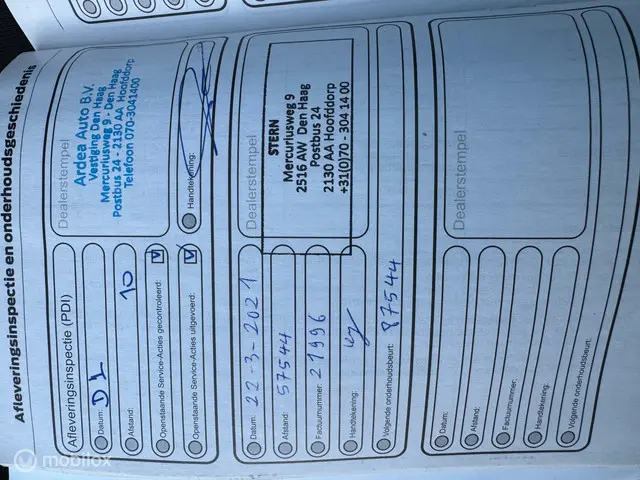 Afleveringsinspectie en onderhoudsgeschiedenis
Afleveringsinspectie (PDI)
Datum: D1
Afstand: 10
Openstaande Service-Acties gecontroleerd:
Openstaande Service-Acties uitgevoerd:
Dealerstempel
Ardea Auto B.V.
Vestiging Den Haag
Mercuriusweg 9 - Den Haag
Postbus 24 - 2130 AA Hoofddorp
Telefoon 070-3041400
Handtekening:
Datum: 22-3-2021
Afstand: 57544
Factuurnummer: 21996
Handtekening:
Volgende onderhoudsbeurt: 87544
Dealerstempel
STERN
Mercuriusweg 9
2516 AW Den Haag
Postbus 24
2130 AA Hoofddorp
+31(0)70 - 304 14 00
Datum:
Afstand:
Factuurnummer:
Handtekening:
Volgende onderhoudsbeurt:
Dealerstempel
mobilox